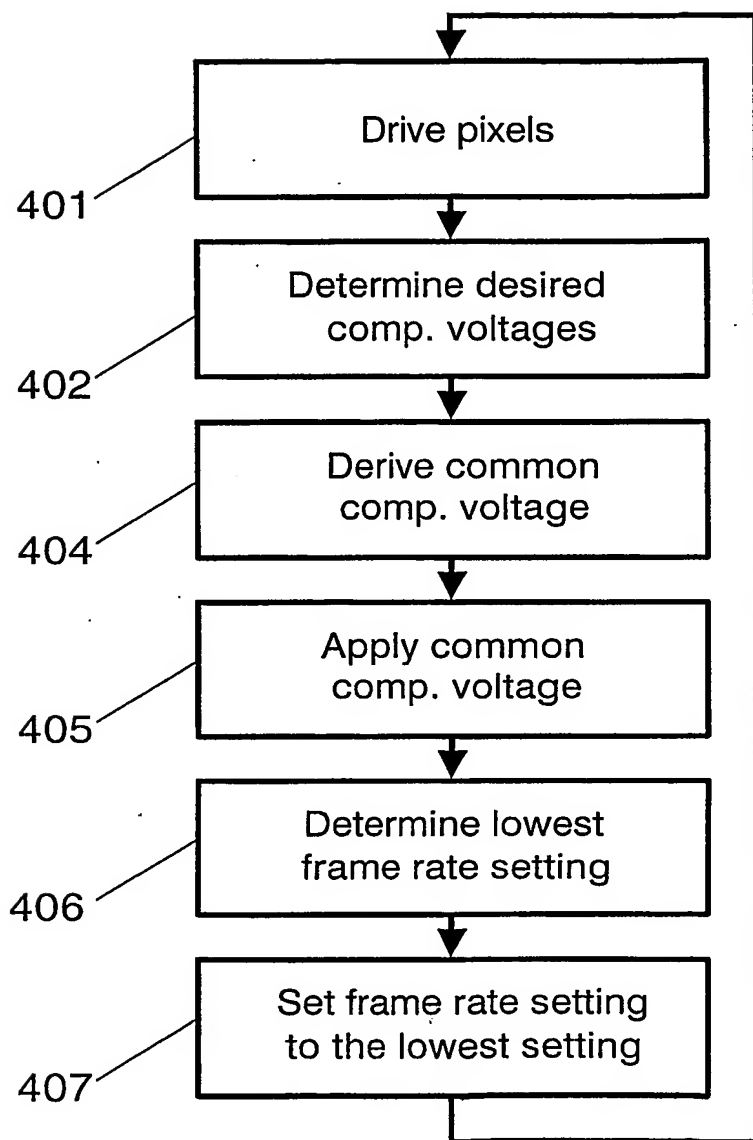 Drive pixels
401
Determine desired
comp. voltages
402
Derive common
comp. voltage
404
Apply common
comp. voltage
405
Determine lowest
frame rate setting
406
Set frame rate setting
to the lowest setting
407